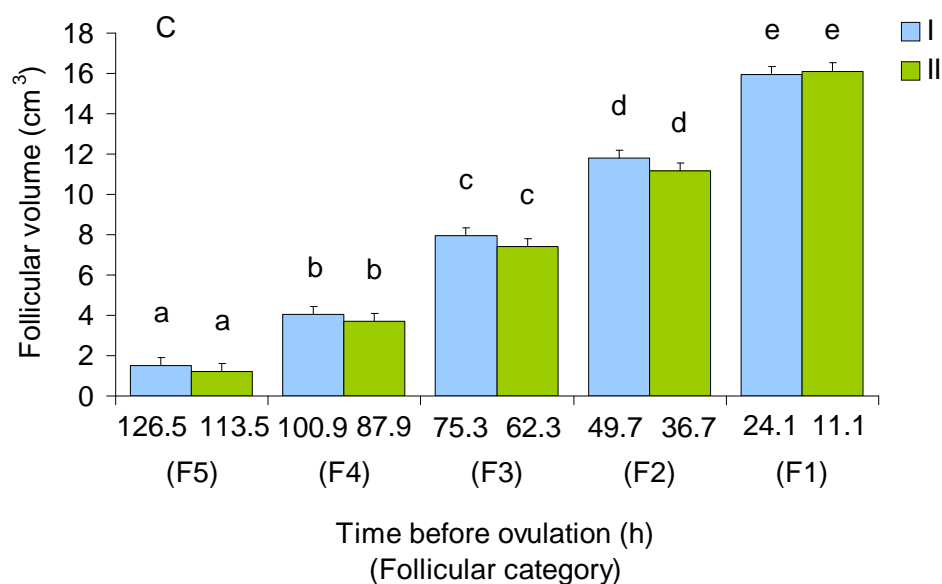 C
I
II
Follicular volume (cm³)
18
16
14
12
10
8
6
4
2
0
a a b b c c d d e e
126.5 113.5 100.9 87.9 75.3 62.3 49.7 36.7 24.1 11.1
(F5) (F4) (F3) (F2) (F1)
Time before ovulation (h)
(Follicular category)